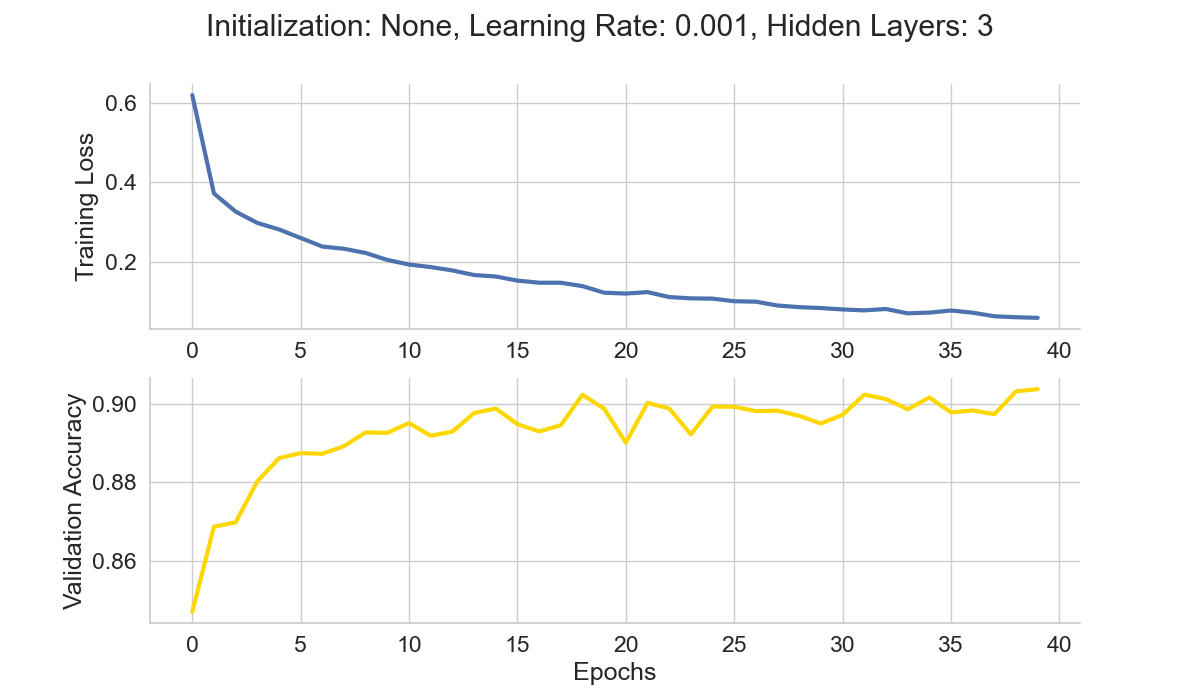 Initialization: None, Learning Rate: 0.001, Hidden Layers: 3
Training Loss
0.6
0.4
0.2
0 5 10 15 20 25 30 35 40
Validation Accuracy
0.90
0.88
0.86
0 5 10 15 20 25 30 35 40
Epochs